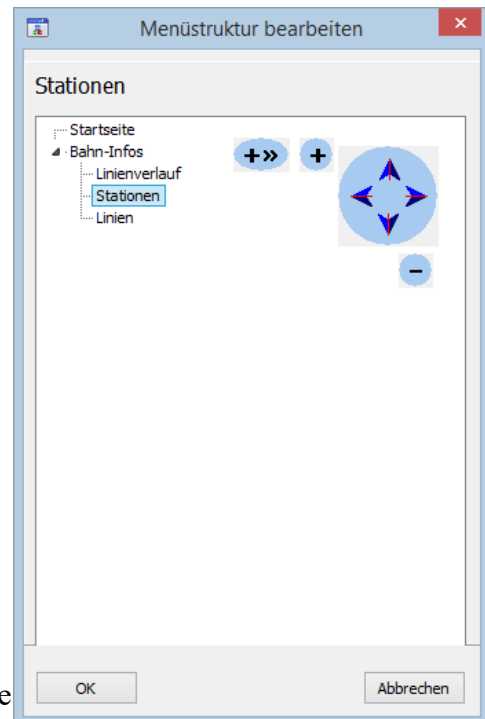 Menüstruktur bearbeiten
Stationen
Startseite
Bahn-Infos
Linienverlauf
Stationen
Linien
+»
+
−
OK
Abbrechen
e